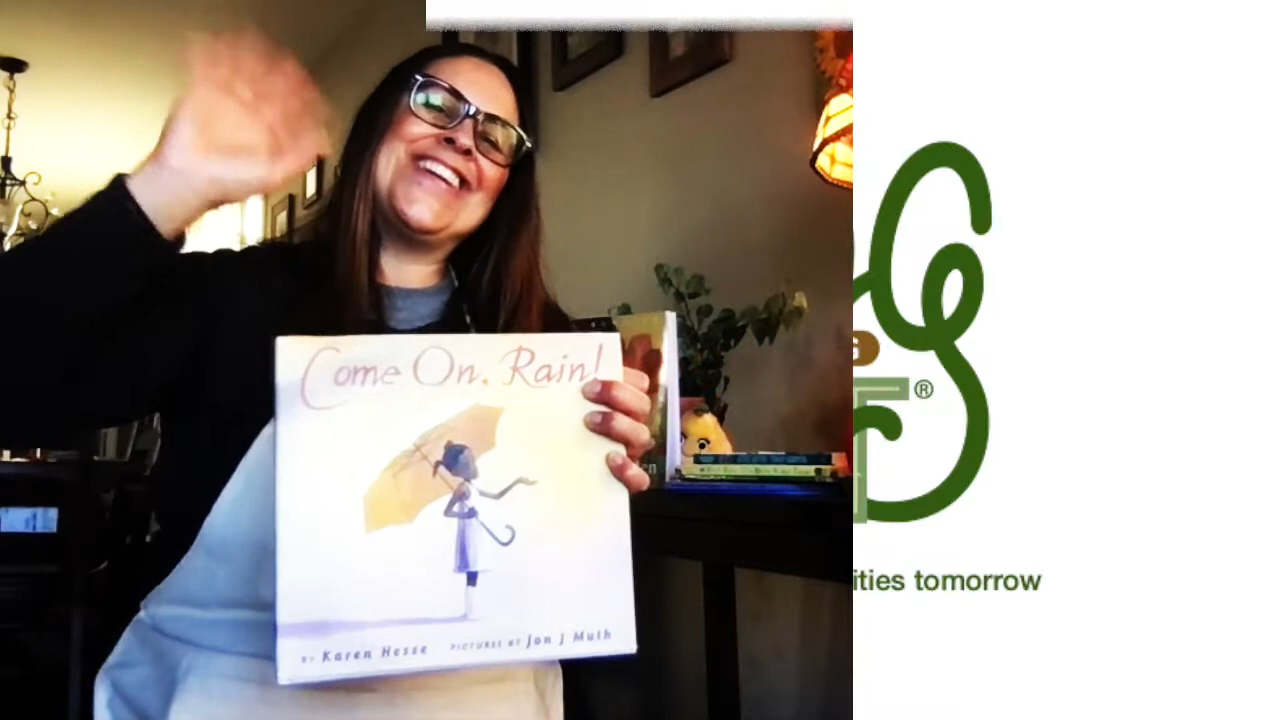 Come On, Rain!
BY Karen Hesse PICTURES BY Jon J Muth
®
ities tomorrow